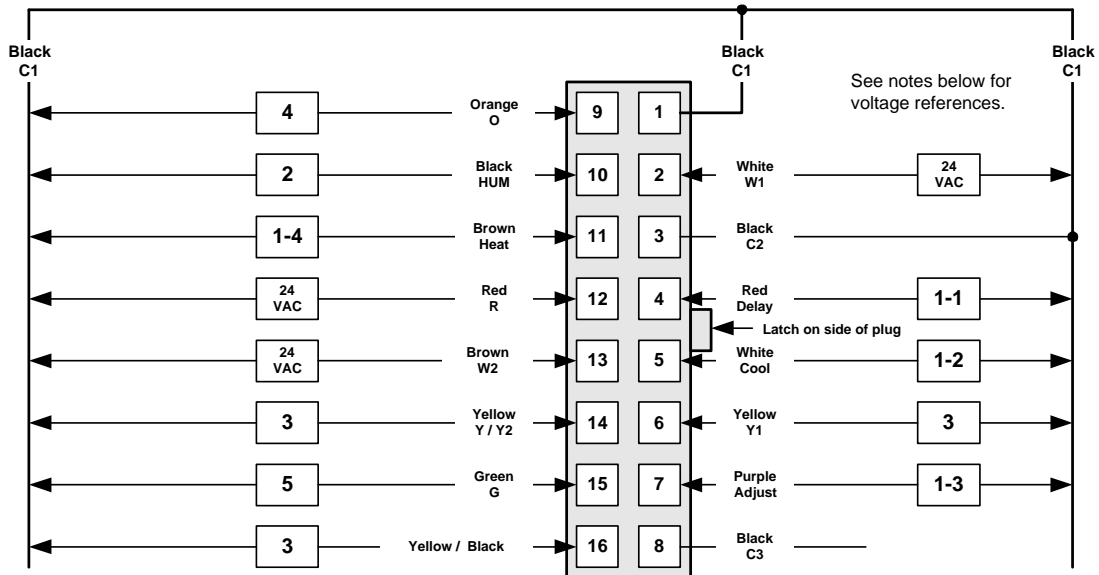 Black
C1
Black
C1
Black
C1
See notes below for
voltage references.
4
Orange
O
9
1
2
Black
HUM
10
2
White
W1
24
VAC
1-4
Brown
Heat
11
3
Black
C2
24
VAC
Red
R
12
4
Red
Delay
1-1
Latch on side of plug
24
VAC
Brown
W2
13
5
White
Cool
1-2
3
Yellow
Y / Y2
14
6
Yellow
Y1
3
5
Green
G
15
7
Purple
Adjust
1-3
3
Yellow / Black
16
8
Black
C3